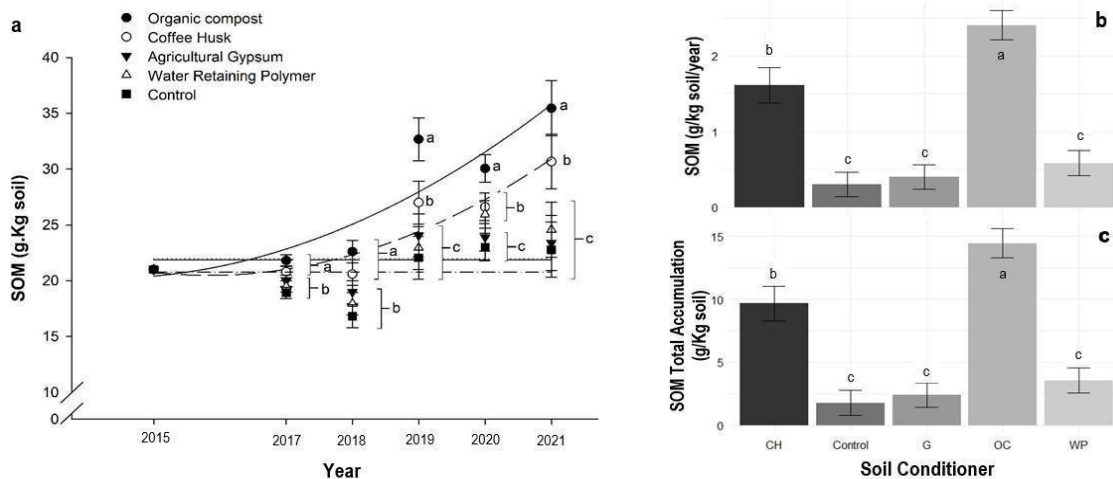 a
Organic compost
Coffee Husk
Agricultural Gypsum
Water Retaining Polymer
Control
SOM (g.Kg soil)
40
35
30
25
20
15
10
0
a
b
a
b
a
b
c
a
b
c
a
b
c
2015
2017
2018
2019
2020
2021
Year
b
SOM (g/kg soil/year)
2
1
0
b
c
c
a
c
c
SOM Total Accumulation
(g/Kg soil)
15
10
5
0
b
c
c
a
c
CH
Control
G
OC
WP
Soil Conditioner